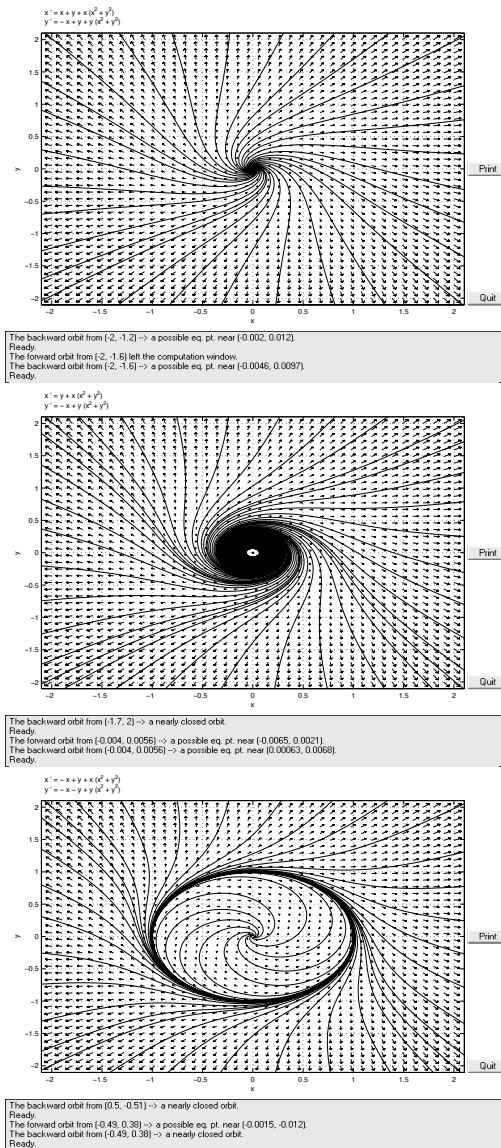 x ' = x + y + x (x² + y²)
y ' = − x + y + y (x² + y²)
2
1.5
1
0.5
0
−0.5
−1
−1.5
−2
y
−2 −1.5 −1 −0.5 0 0.5 1 1.5 2
x
Print
Quit
The backward orbit from (-2, -1.2) --> a possible eq. pt. near (-0.002, 0.012).
Ready.
The forward orbit from (-2, -1.6) left the computation window.
The backward orbit from (-2, -1.6) --> a possible eq. pt. near (-0.0046, 0.0097).
Ready.
x ' = y + x (x² + y²)
y ' = − x + y (x² + y²)
2
1.5
1
0.5
0
−0.5
−1
−1.5
−2
y
−2 −1.5 −1 −0.5 0 0.5 1 1.5 2
x
Print
Quit
The backward orbit from (-1.7, 2) --> a nearly closed orbit.
Ready.
The forward orbit from (-0.004, 0.0056) --> a possible eq. pt. near (-0.0065, 0.0021).
The backward orbit from (-0.004, 0.0056) --> a possible eq. pt. near (0.00063, 0.0068).
Ready.
x ' = − x + y + x (x² + y²)
y ' = − x − y + y (x² + y²)
2
1.5
1
0.5
0
−0.5
−1
−1.5
−2
y
−2 −1.5 −1 −0.5 0 0.5 1 1.5 2
x
Print
Quit
The backward orbit from (0.5, -0.51) --> a nearly closed orbit.
Ready.
The forward orbit from (-0.49, 0.38) --> a possible eq. pt. near (-0.0015, -0.012).
The backward orbit from (-0.49, 0.38) --> a nearly closed orbit.
Ready.